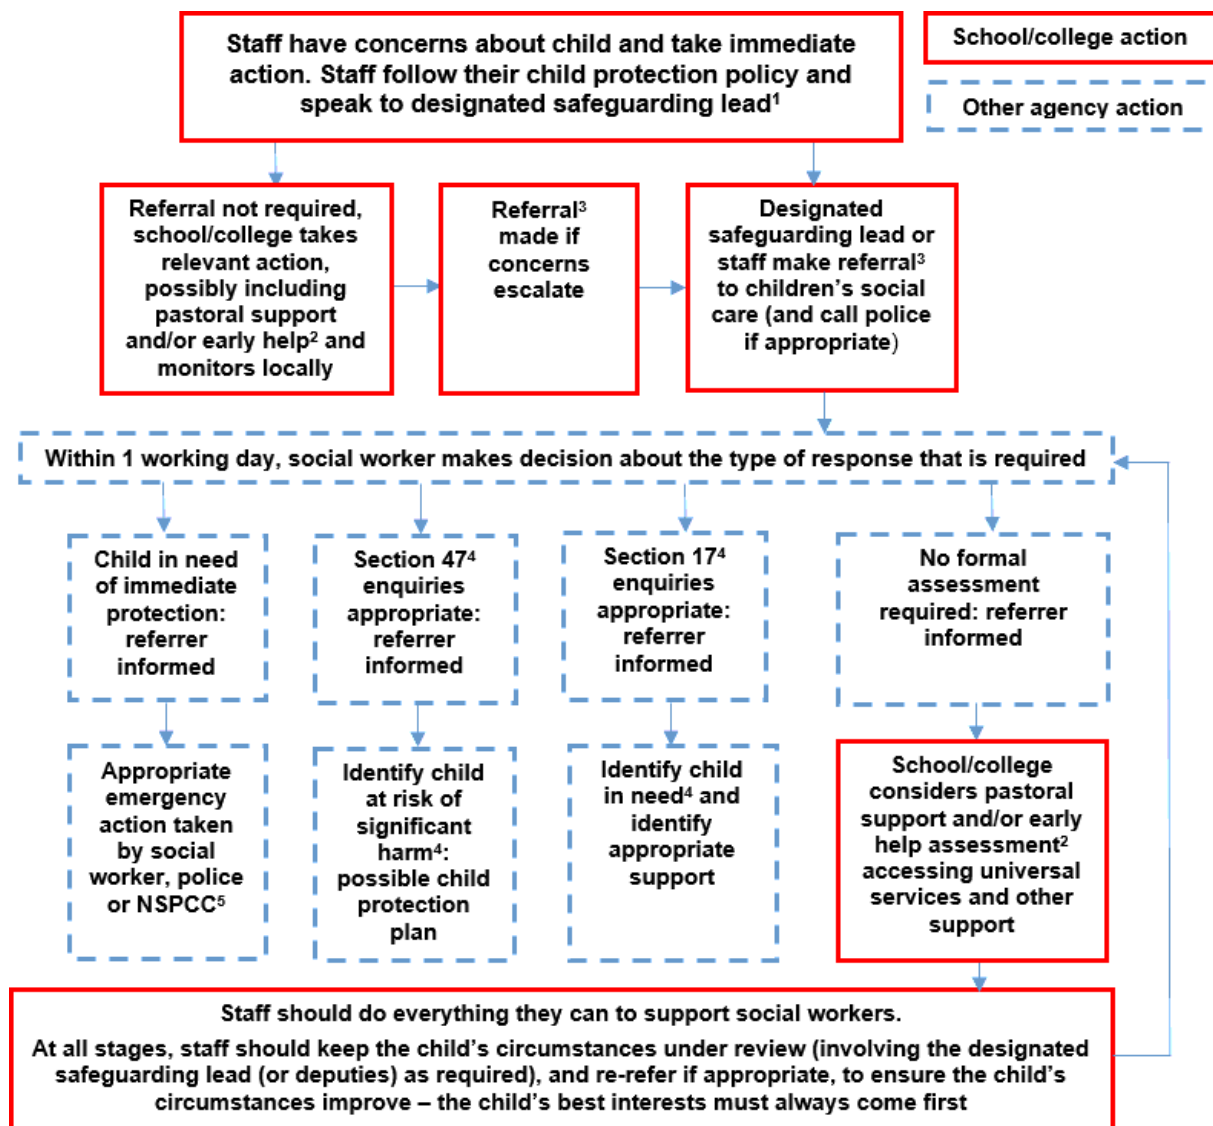 Staff have concerns about child and take immediate
action. Staff follow their child protection policy and
speak to designated safeguarding lead¹
School/college action
Other agency action
Referral not required,
school/college takes
relevant action,
possibly including
pastoral support
and/or early help² and
monitors locally
Referral³
made if
concerns
escalate
Designated
safeguarding lead or
staff make referral³
to children’s social
care (and call police
if appropriate)
Within 1 working day, social worker makes decision about the type of response that is required
Child in need
of immediate
protection:
referrer
informed
Section 47⁴
enquiries
appropriate:
referrer
informed
Section 17⁴
enquiries
appropriate:
referrer
informed
No formal
assessment
required: referrer
informed
Appropriate
emergency
action taken
by social
worker, police
or NSPCC⁵
Identify child
at risk of
significant
harm⁴:
possible child
protection
plan
Identify child
in need⁴ and
identify
appropriate
support
School/college
considers pastoral
support and/or early
help assessment²
accessing universal
services and other
support
Staff should do everything they can to support social workers.
At all stages, staff should keep the child’s circumstances under review (involving the designated
safeguarding lead (or deputies) as required), and re-refer if appropriate, to ensure the child’s
circumstances improve – the child’s best interests must always come first